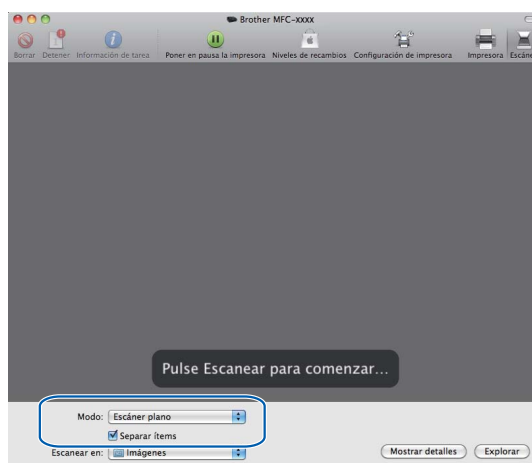 Brother MFC-XXXX
Borrar Detener Información de tarea Poner en pausa la impresora Niveles de recambios Configuración de impresora Impresora Escáne
Pulse Escanear para comenzar...
Modo: Escáner plano
Separar ítems
Escanear en: Imágenes
Mostrar detalles Explorar